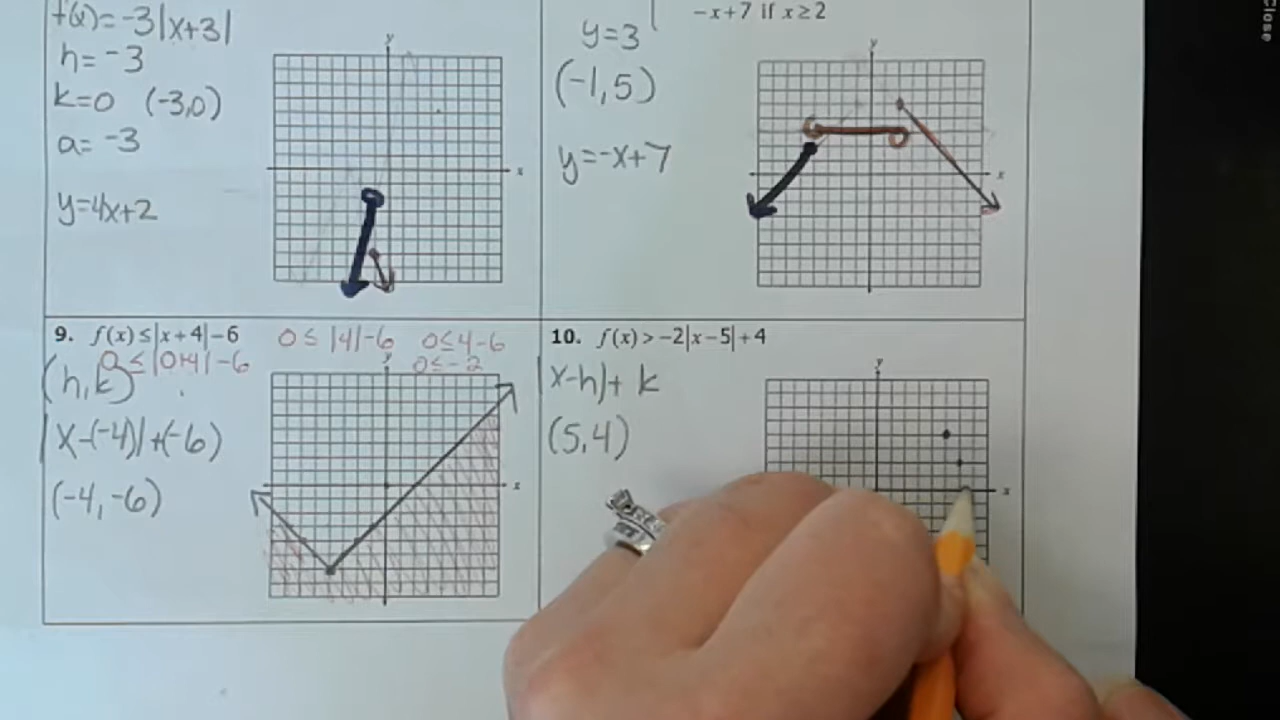 f(x) = -3|x+3|
h = -3
k = 0 (-3,0)
a = -3
y = 4x+2
y
x
-x+7 if x ≥ 2
y = 3
(-1, 5)
y = -x+7
y
x
9. f(x) ≤ |x+4| - 6
0 ≤ |4| - 6 0 ≤ 4 - 6
0 ≤ |0+4| - 6 0 ≤ -2
(h, k)
|x - (-4)| + (-6)
(-4, -6)
y
x
10. f(x) > -2|x-5| + 4
|x-h| + k
(5, 4)
y
x
Close